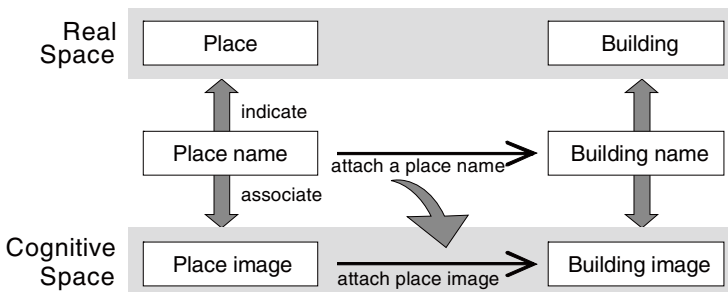 Real
Space
Place
Building
indicate
Place name
attach a place name
Building name
associate
Cognitive
Space
Place image
attach place image
Building image